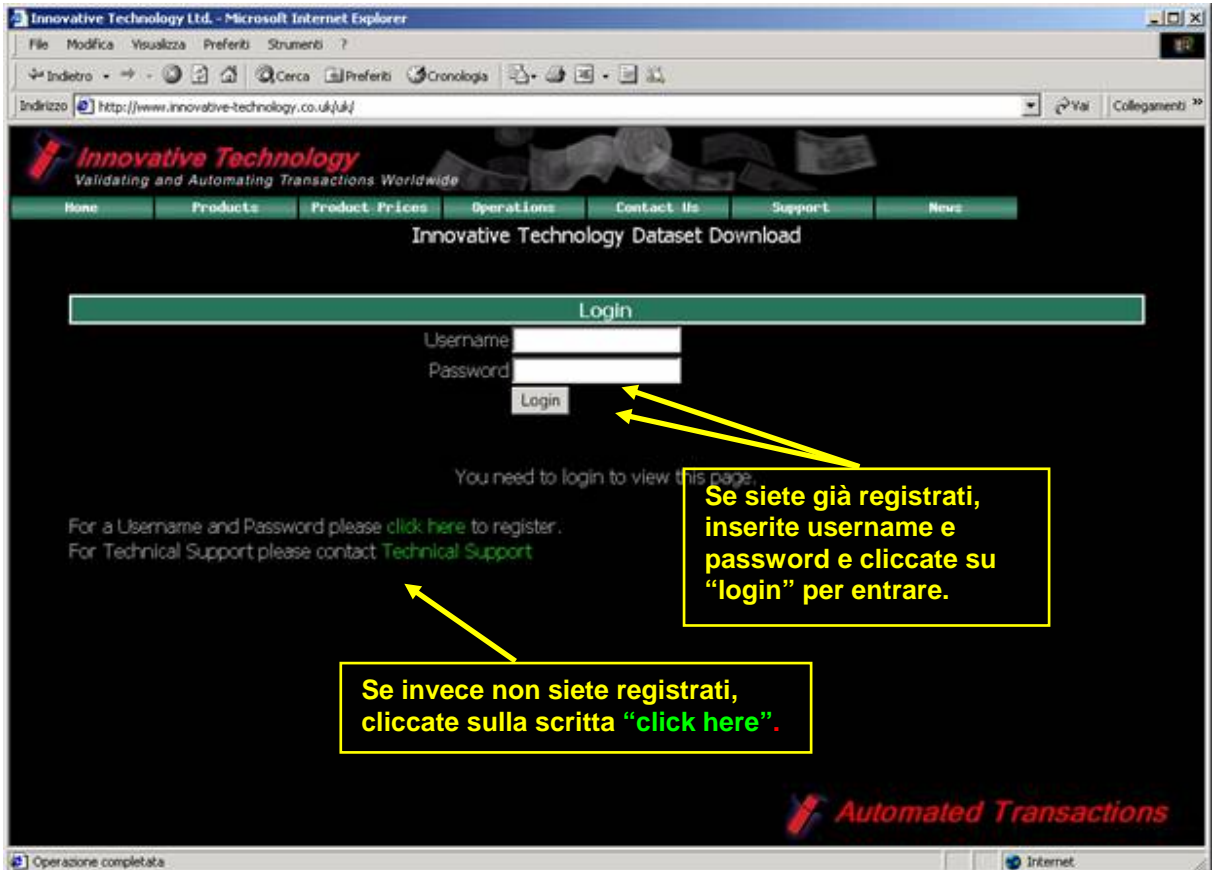 Innovative Technology Ltd. - Microsoft Internet Explorer
File Modifica Visualizza Preferiti Strumenti ?
Indietro Cerca Preferiti Cronologia
Indirizzo http://www.innovative-technology.co.uk/uk/ Vai Collegamenti »
Innovative Technology
Validating and Automating Transactions Worldwide
Home Products Product Prices Operations Contact Us Support News
Innovative Technology Dataset Download
Login
Username
Password
Login
You need to login to view this page.
Se siete già registrati,
inserite username e
password e cliccate su
“login” per entrare.
For a Username and Password please click here to register.
For Technical Support please contact Technical Support
Se invece non siete registrati,
cliccate sulla scritta “click here”.
Automated Transactions
Operazione completata Internet